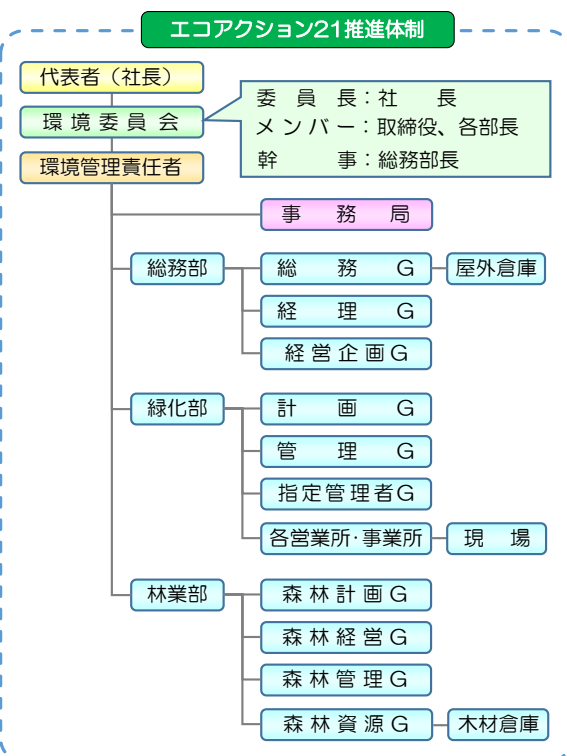 エコアクション21推進体制
代表者（社長）
環境委員会
環境管理責任者
委員長：社長
メンバー：取締役、各部長
幹事：総務部長
事務局
総務部
総務G
屋外倉庫
経理G
経営企画G
緑化部
計画G
管理G
指定管理者G
各営業所・事業所
現場
林業部
森林計画G
森林経営G
森林管理G
森林資源G
木材倉庫